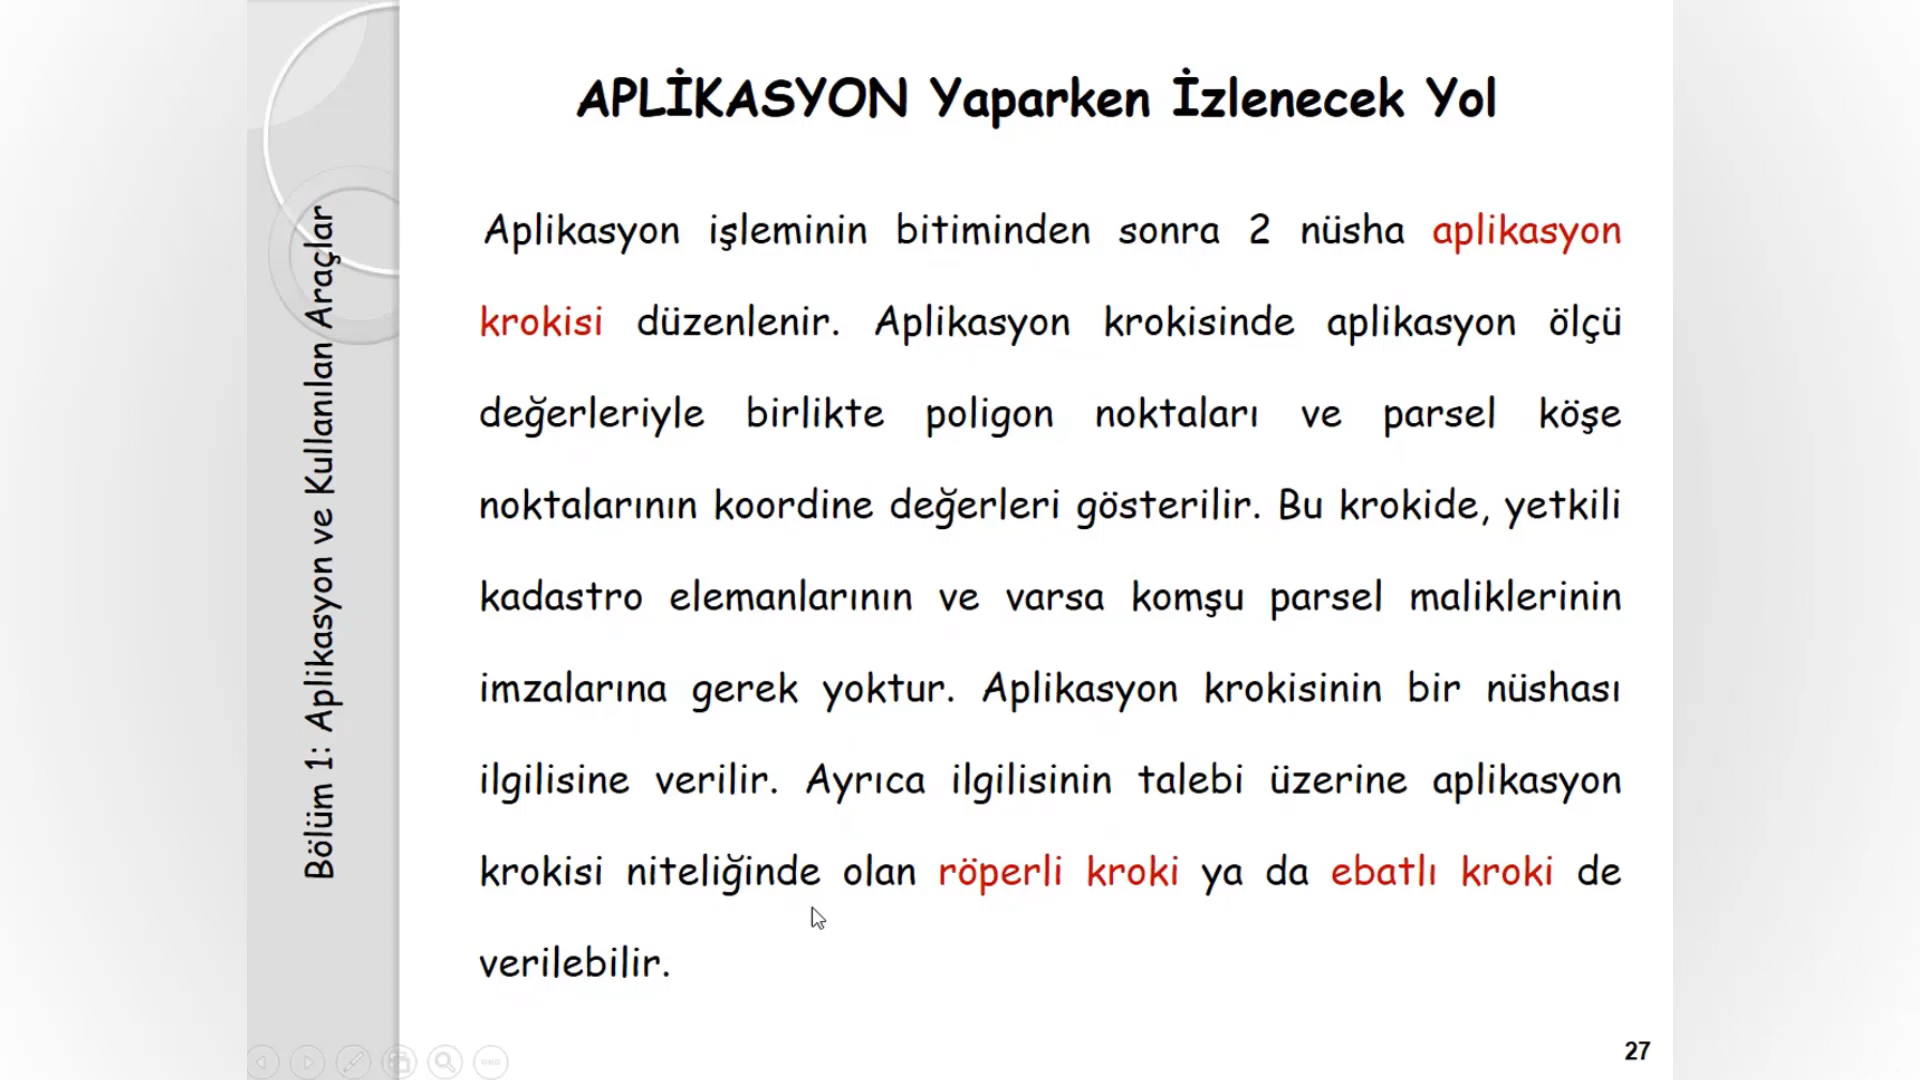 APLİKASYON Yaparken İzlenecek Yol
Aplikasyon işleminin bitiminden sonra 2 nüsha aplikasyon
krokisi düzenlenir. Aplikasyon krokisinde aplikasyon ölçü
değerleriyle birlikte poligon noktaları ve parsel köşe
noktalarının koordine değerleri gösterilir. Bu krokide, yetkili
kadastro elemanlarının ve varsa komşu parsel maliklerinin
imzalarına gerek yoktur. Aplikasyon krokisinin bir nüshası
ilgilisine verilir. Ayrıca ilgilisinin talebi üzerine aplikasyon
krokisi niteliğinde olan röperli kroki ya da ebatlı kroki de
verilebilir.
Bölüm 1: Aplikasyon ve Kullanılan Araçlar
27